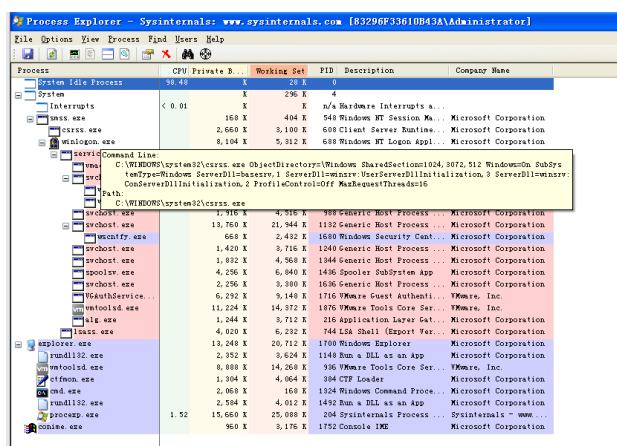 Process Explorer - Sysinternals: www.sysinternals.com [83296F33610B43A\Administrator]
File Options View Process Find Users Help
Process CPU Private B... Working Set PID Description Company Name
System Idle Process 98.48 K 28 K 0
System K 296 K 4
Interrupts < 0.01 K K n/a Hardware Interrupts a...
smss.exe 168 K 404 K 548 Windows NT Session Ma... Microsoft Corporation
csrss.exe 2,660 K 3,100 K 608 Client Server Runtime... Microsoft Corporation
winlogon.exe 8,104 K 5,312 K 688 Windows NT Logon Appl... Microsoft Corporation
servic
Command Line:
C:\WINDOWS\system32\csrss.exe ObjectDirectory=\Windows SharedSection=1024,3072,512 Windows=On SubSys
temType=Windows ServerDll=basesrv,1 ServerDll=winsrv:UserServerDllInitialization,3 ServerDll=winsrv:
ConServerDllInitialization,2 ProfileControl=Off MaxRequestThreads=16
Path:
C:\WINDOWS\system32\csrss.exe
svchost.exe 1,916 K 4,516 K 988 Generic Host Process ... Microsoft Corporation
svchost.exe 13,760 K 21,944 K 1132 Generic Host Process ... Microsoft Corporation
wscntfy.exe 668 K 2,432 K 1680 Windows Security Cent... Microsoft Corporation
svchost.exe 1,420 K 3,716 K 1240 Generic Host Process ... Microsoft Corporation
svchost.exe 1,832 K 4,568 K 1344 Generic Host Process ... Microsoft Corporation
spoolsv.exe 4,256 K 6,840 K 1436 Spooler SubSystem App Microsoft Corporation
svchost.exe 2,256 K 3,380 K 1636 Generic Host Process ... Microsoft Corporation
VGAuthService... 6,292 K 9,148 K 1716 VMware Guest Authenti... VMware, Inc.
vmtoolsd.exe 11,224 K 14,372 K 1876 VMware Tools Core Ser... VMware, Inc.
alg.exe 1,244 K 3,712 K 216 Application Layer Gat... Microsoft Corporation
lsass.exe 4,020 K 6,232 K 744 LSA Shell (Export Ver... Microsoft Corporation
explorer.exe 13,248 K 20,712 K 1700 Windows Explorer Microsoft Corporation
rundll32.exe 2,352 K 3,624 K 1148 Run a DLL as an App Microsoft Corporation
vmtoolsd.exe 8,888 K 14,268 K 936 VMware Tools Core Ser... VMware, Inc.
ctfmon.exe 1,304 K 4,064 K 384 CTF Loader Microsoft Corporation
cmd.exe 2,068 K 168 K 1324 Windows Command Proce... Microsoft Corporation
rundll32.exe 2,584 K 4,012 K 1492 Run a DLL as an App Microsoft Corporation
procexp.exe 1.52 15,660 K 25,088 K 204 Sysinternals Process ... Sysinternals - www....
conime.exe 960 K 3,176 K 1752 Console IME Microsoft Corporation